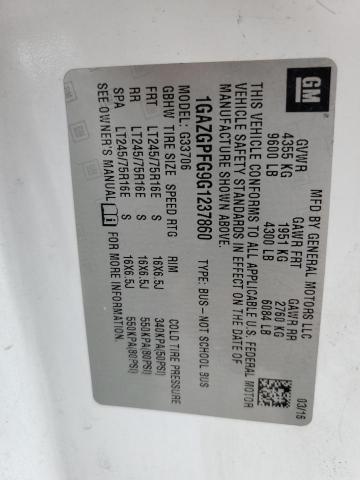 GM
MFD BY GENERAL MOTORS LLC
03/16
GVWR GAWR FRT GAWR RR
4355 KG 1951 KG 2760 KG
9600 LB 4300 LB 6084 LB
THIS VEHICLE CONFORMS TO ALL APPLICABLE U.S. FEDERAL MOTOR
VEHICLE SAFETY STANDARDS IN EFFECT ON THE DATE OF
MANUFACTURE SHOWN ABOVE.
1GAZGPFG9G1237860 TYPE: BUS-NOT SCHOOL BUS
MODEL: G33706
GBHW TIRE SIZE SPEED RTG RIM COLD TIRE PRESSURE
FRT LT245/75R16E S 16X6.5J 340KPA(50PSI)
RR LT245/75R16E S 16X6.5J 550KPA(80PSI)
SPA LT245/75R16E S 16X6.5J 550KPA(80PSI)
SEE OWNER'S MANUAL FOR MORE INFORMATION.